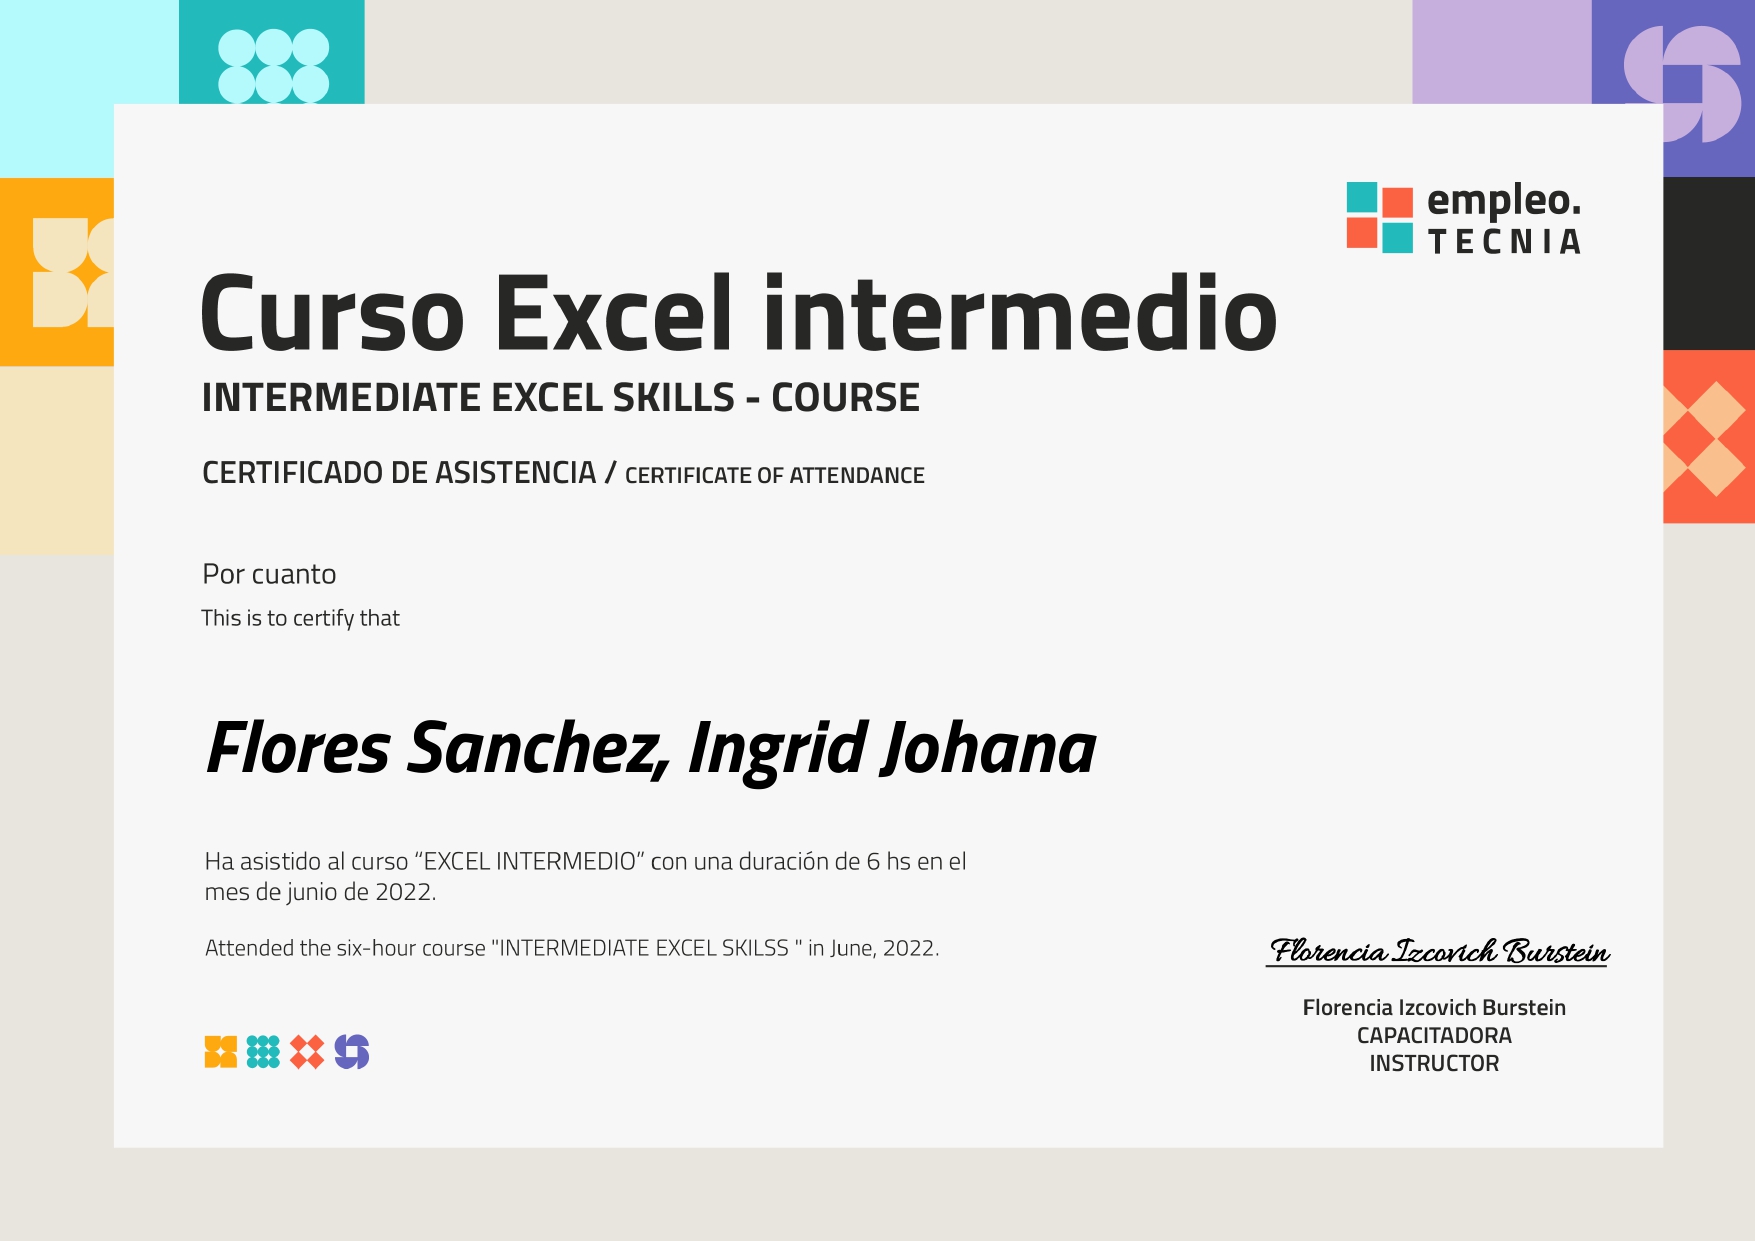 empleo.
TECNIA
Curso Excel intermedio
INTERMEDIATE EXCEL SKILLS - COURSE
CERTIFICADO DE ASISTENCIA / CERTIFICATE OF ATTENDANCE
Por cuanto
This is to certify that
Flores Sanchez, Ingrid Johana
Ha asistido al curso “EXCEL INTERMEDIO” con una duración de 6 hs en el
mes de junio de 2022.
Attended the six-hour course "INTERMEDIATE EXCEL SKILSS " in June, 2022.
Florencia Izcovich Burstein
Florencia Izcovich Burstein
CAPACITADORA
INSTRUCTOR